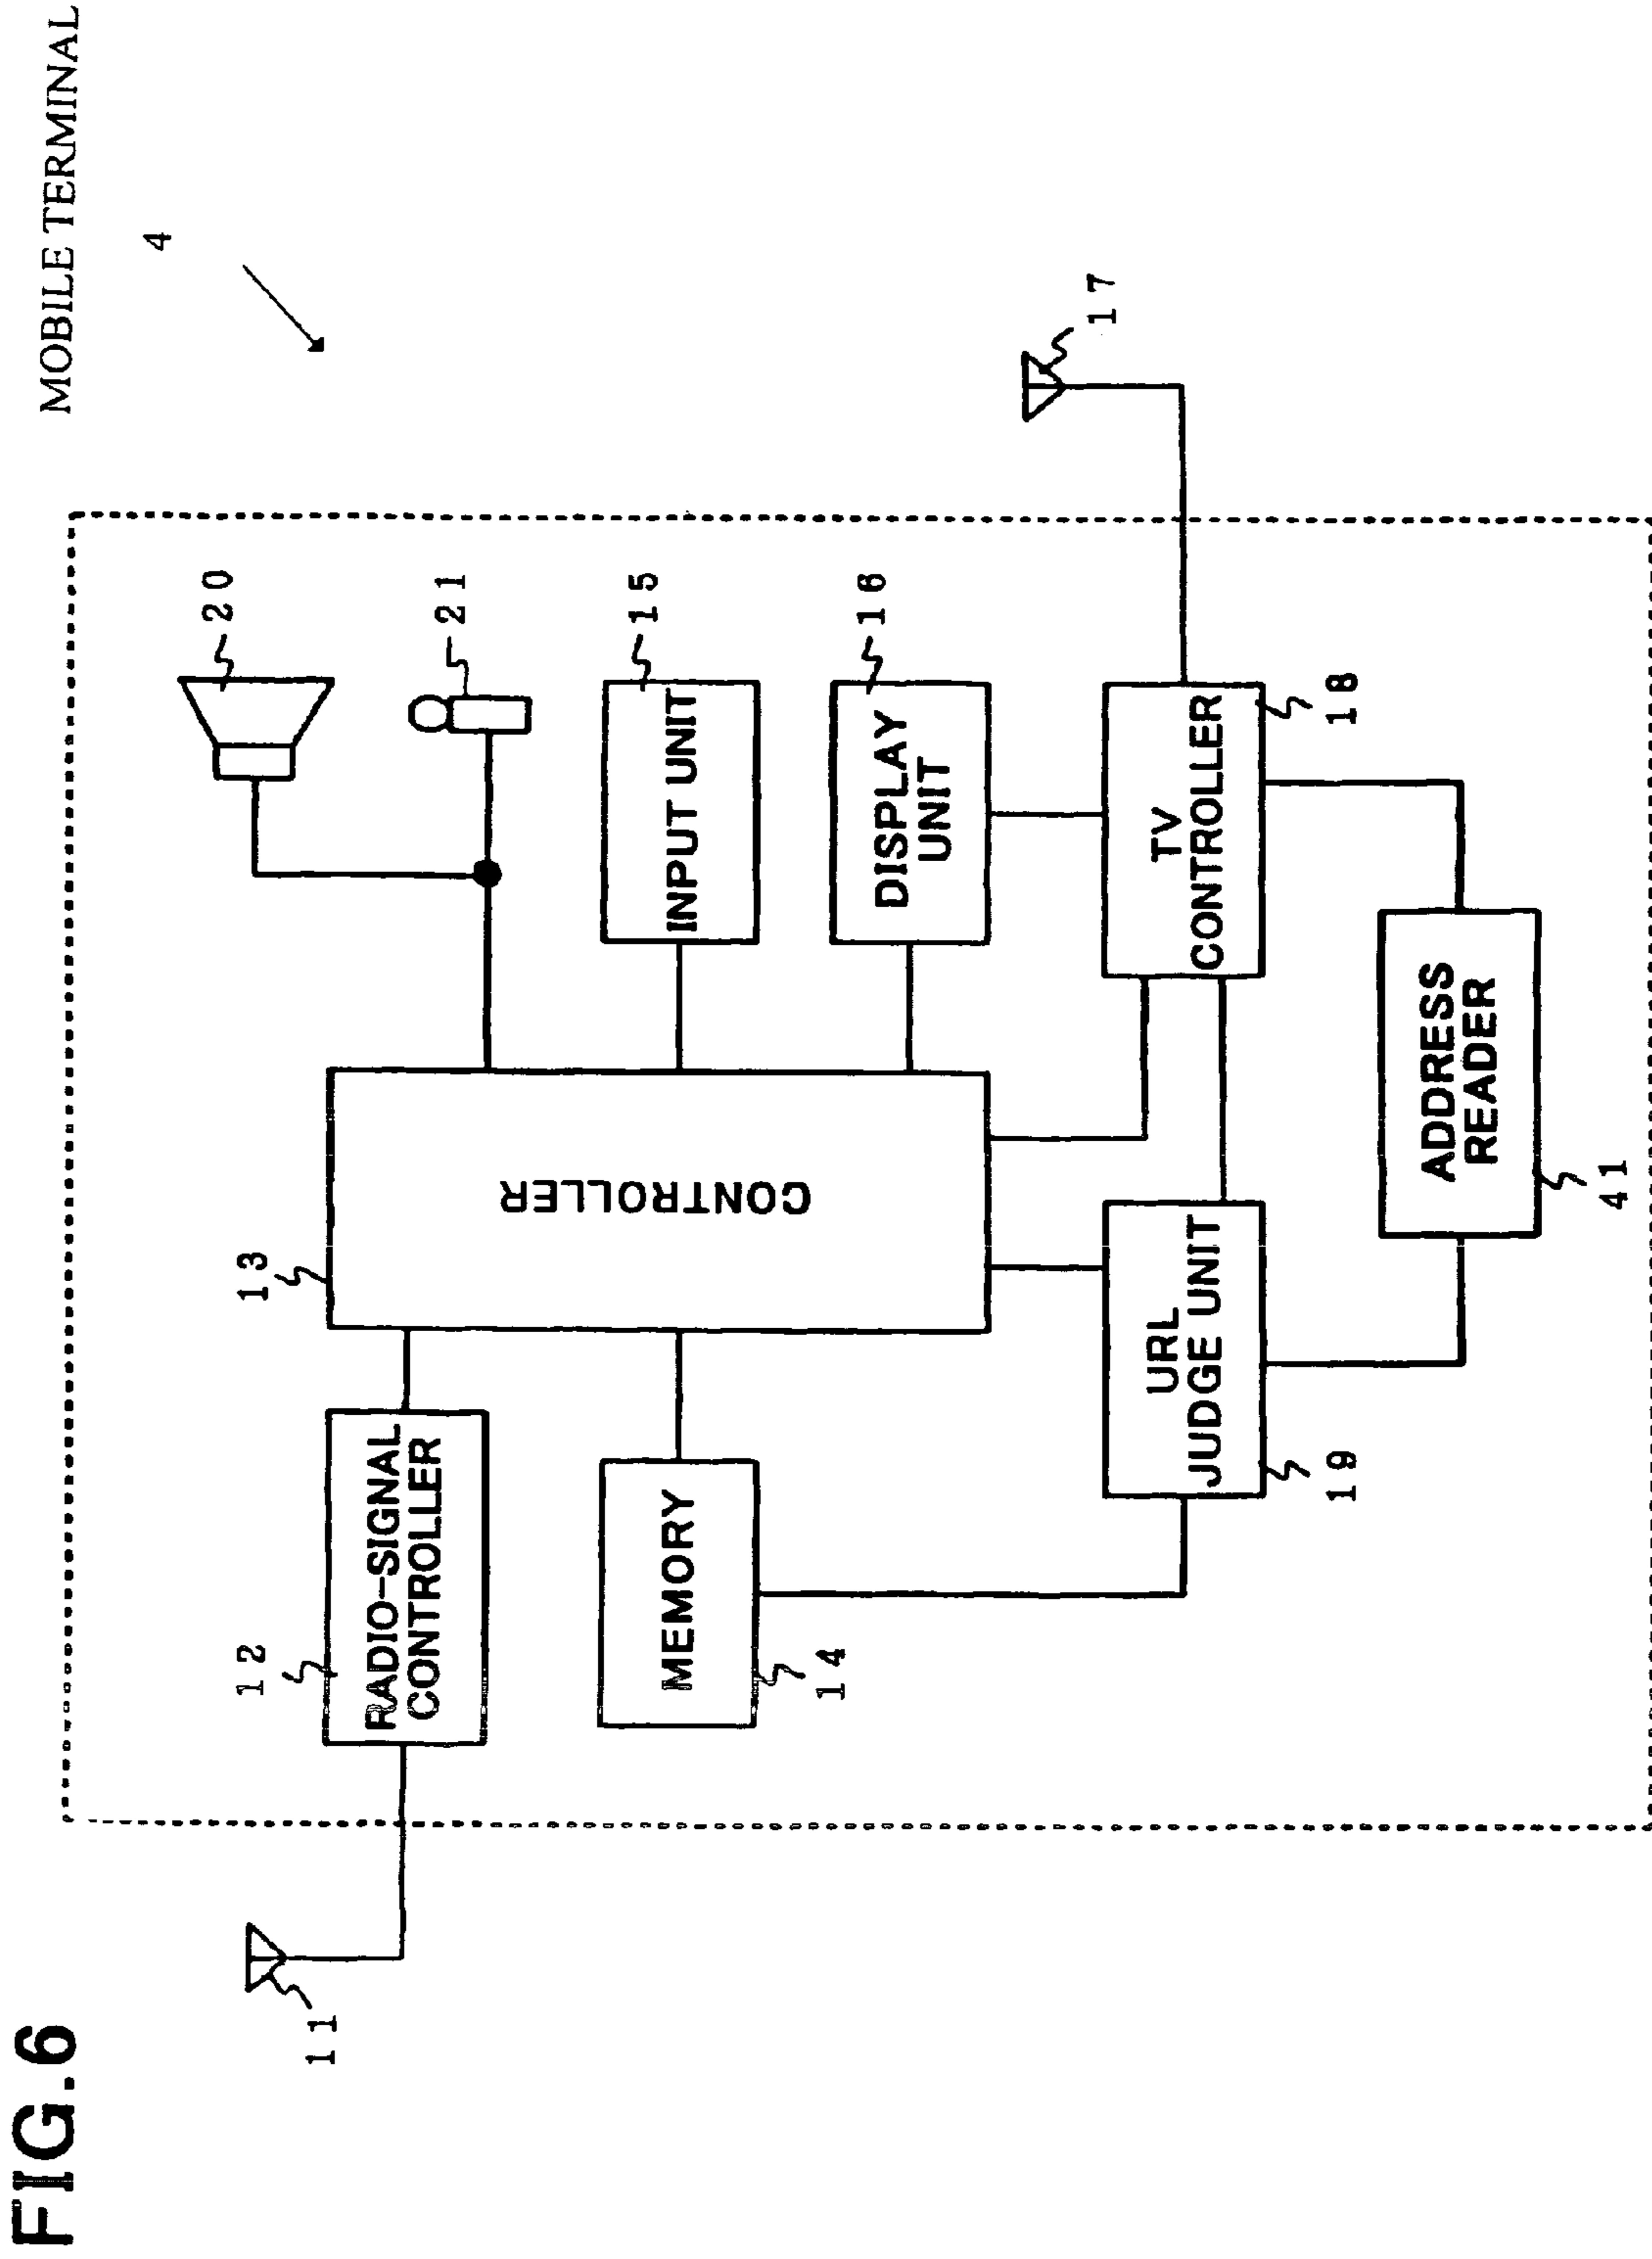 FIG.6
MOBILE TERMINAL
4
11
12
RADIO-SIGNAL
CONTROLLER
13
CONTROLLER
20
21
15
INPUT UNIT
MEMORY
14
16
DISPLAY
UNIT
17
URL
JUDGE UNIT
19
TV
CONTROLLER
18
ADDRESS
READER
41